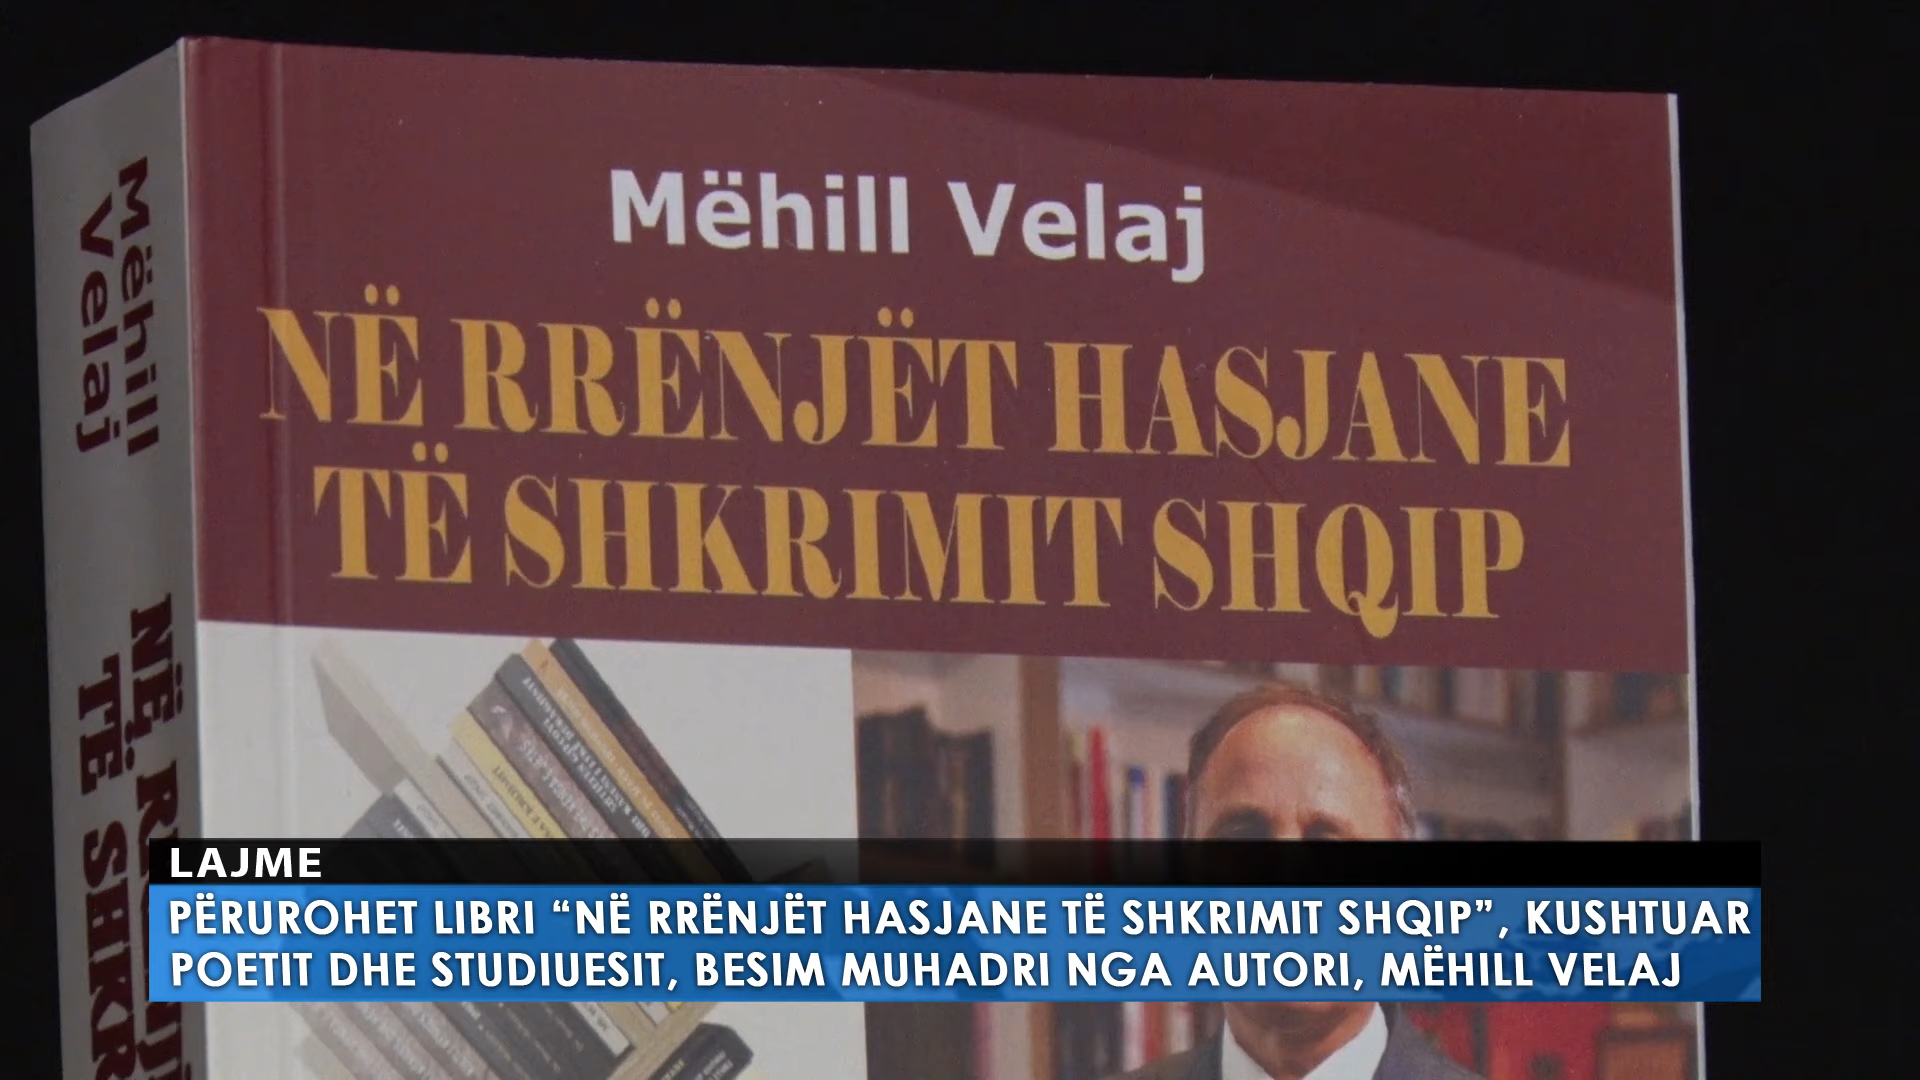 Mëhill Velaj
NË RRËNJËT HASJANE
TË SHKRIMIT SHQIP
Mëhill
Velaj
LAJME
PËRUROHET LIBRI “NË RRËNJËT HASJANE TË SHKRIMIT SHQIP”, KUSHTUAR
POETIT DHE STUDIUESIT, BESIM MUHADRI NGA AUTORI, MËHILL VELAJ